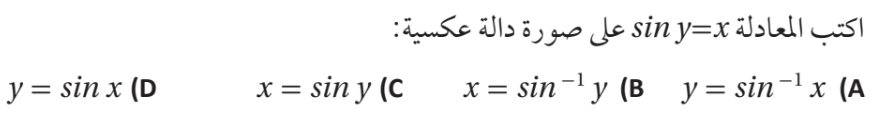 اكتب المعادلة sin y=x على صورة دالة عكسية:
A) y = sin⁻¹ x B) x = sin⁻¹ y C) x = sin y D) y = sin x